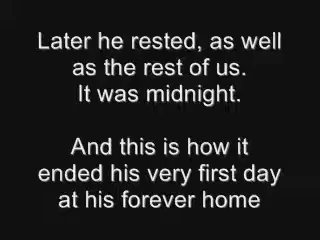 Later he rested, as well
as the rest of us.
It was midnight.
And this is how it
ended his very first day
at his forever home